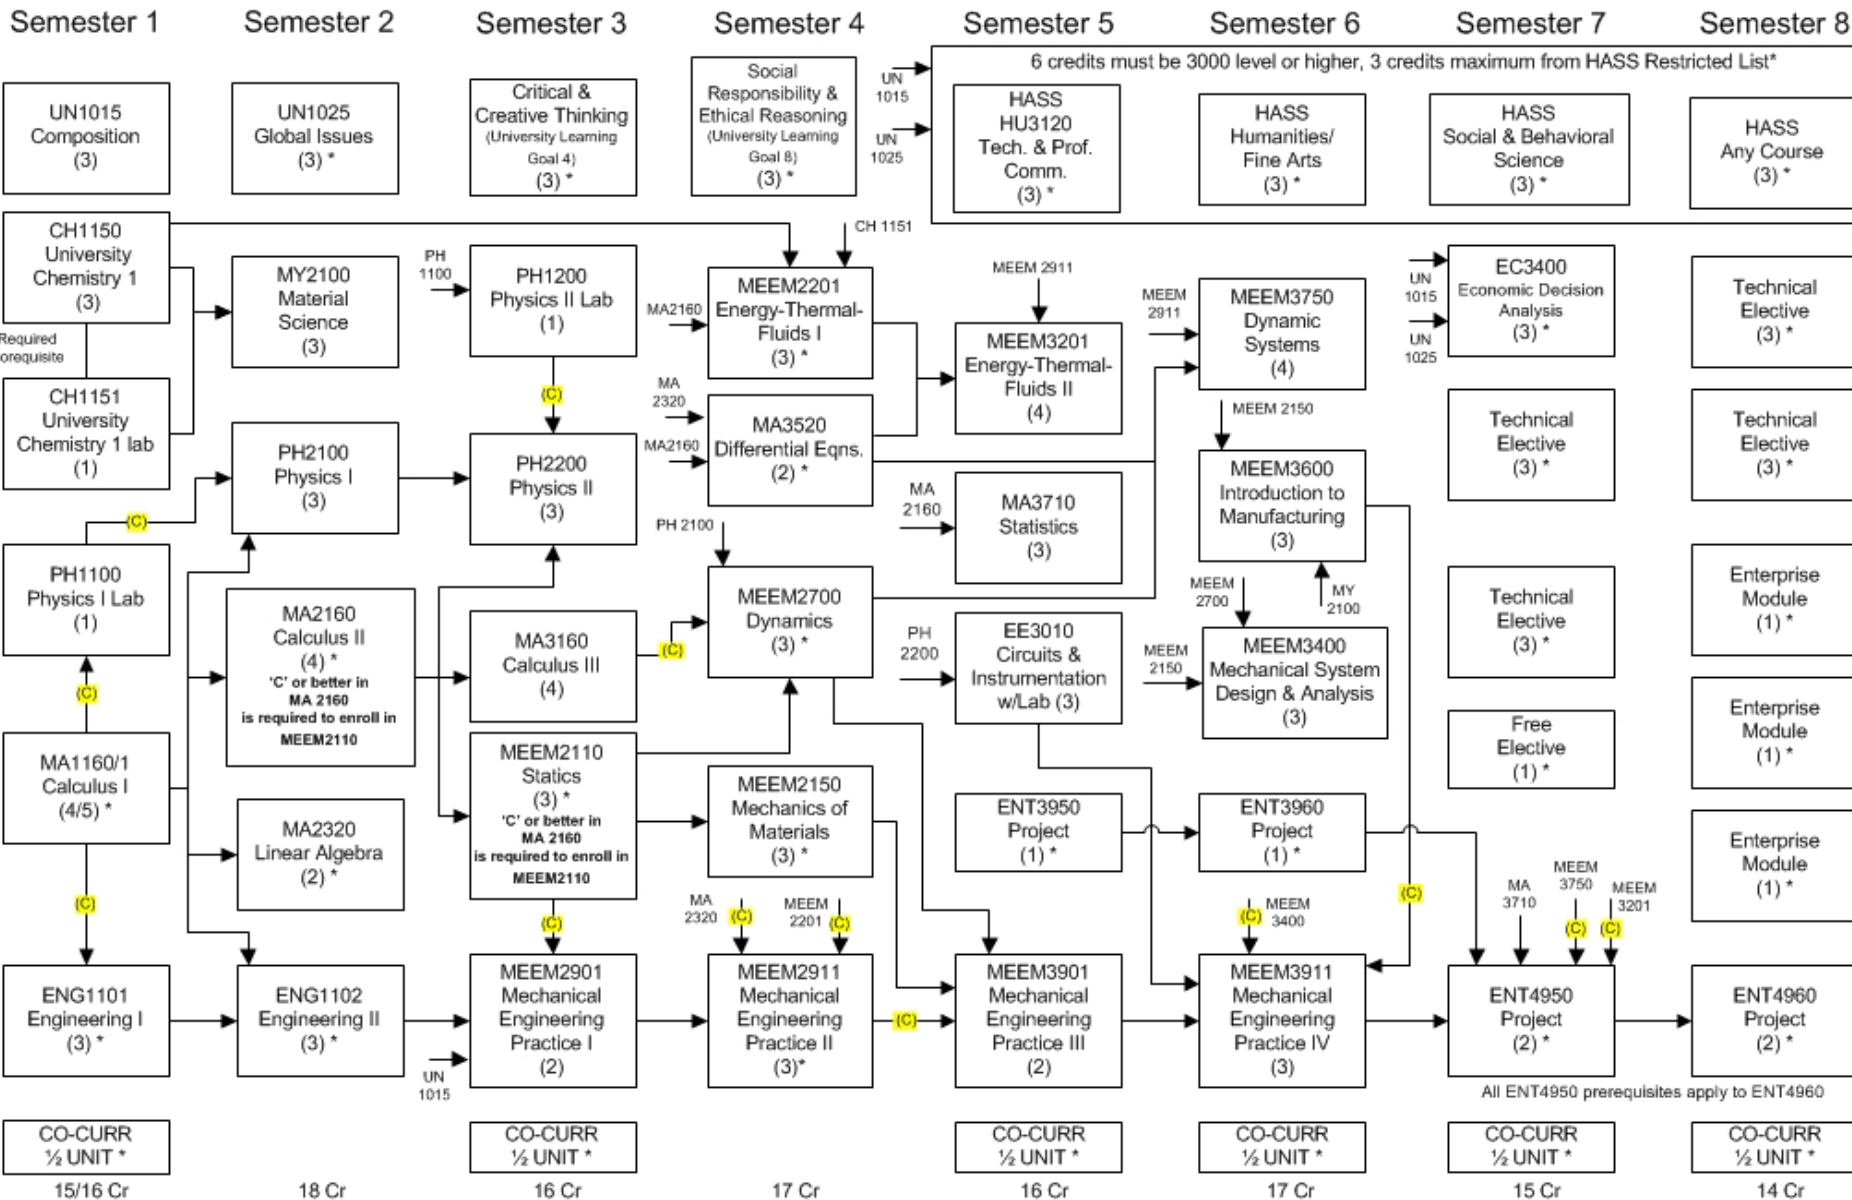 Semester 1
Semester 2
Semester 3
Semester 4
Semester 5
Semester 6
Semester 7
Semester 8
UN1015
Composition
(3)
UN1025
Global Issues
(3) *
Critical &
Creative Thinking
(University Learning
Goal 4)
(3) *
Social
Responsibility &
Ethical Reasoning
(University Learning
Goal 8)
(3) *
UN
1015
UN
1025
6 credits must be 3000 level or higher, 3 credits maximum from HASS Restricted List*
HASS
HU3120
Tech. & Prof.
Comm.
(3) *
HASS
Humanities/
Fine Arts
(3) *
HASS
Social & Behavioral
Science
(3) *
HASS
Any Course
(3) *
CH1150
University
Chemistry 1
(3)
Required
orequisite
CH1151
University
Chemistry 1 lab
(1)
PH1100
Physics I Lab
(1)
(C)
(C)
MA1160/1
Calculus I
(4/5) *
(C)
ENG1101
Engineering I
(3) *
CO-CURR
½ UNIT *
15/16 Cr
MY2100
Material
Science
(3)
PH2100
Physics I
(3)
MA2160
Calculus II
(4) *
'C' or better in
MA 2160
is required to enroll in
MEEM2110
MA2320
Linear Algebra
(2) *
ENG1102
Engineering II
(3) *
18 Cr
PH
1100
PH1200
Physics II Lab
(1)
(C)
PH2200
Physics II
(3)
MA3160
Calculus III
(4)
(C)
MEEM2110
Statics
(3) *
'C' or better in
MA 2160
is required to enroll in
MEEM2110
(C)
UN
1015
MEEM2901
Mechanical
Engineering
Practice I
(2)
CO-CURR
½ UNIT *
16 Cr
CH 1151
MA2160
MEEM2201
Energy-Thermal-
Fluids I
(3) *
MA
2320
MA2160
MA3520
Differential Eqns.
(2) *
PH 2100
MEEM2700
Dynamics
(3) *
MEEM2150
Mechanics of
Materials
(3) *
MA
2320
(C)
MEEM
2201
(C)
MEEM2911
Mechanical
Engineering
Practice II
(3)*
(C)
17 Cr
MEEM 2911
MEEM3201
Energy-Thermal-
Fluids II
(4)
MA
2160
MA3710
Statistics
(3)
PH
2200
EE3010
Circuits &
Instrumentation
w/Lab (3)
ENT3950
Project
(1) *
MEEM3901
Mechanical
Engineering
Practice III
(2)
CO-CURR
½ UNIT *
16 Cr
MEEM
2911
MEEM3750
Dynamic
Systems
(4)
MEEM 2150
MEEM3600
Introduction to
Manufacturing
(3)
MEEM
2700
MY
2100
MEEM
2150
MEEM3400
Mechanical System
Design & Analysis
(3)
ENT3960
Project
(1) *
(C)
MEEM
3400
(C)
MEEM3911
Mechanical
Engineering
Practice IV
(3)
CO-CURR
½ UNIT *
17 Cr
UN
1015
UN
1025
EC3400
Economic Decision
Analysis
(3) *
Technical
Elective
(3) *
Technical
Elective
(3) *
Free
Elective
(1) *
MA
3710
MEEM
3750
(C)
MEEM
3201
(C)
ENT4950
Project
(2) *
All ENT4950 prerequisites apply to ENT4960
CO-CURR
½ UNIT *
15 Cr
Technical
Elective
(3) *
Technical
Elective
(3) *
Enterprise
Module
(1) *
Enterprise
Module
(1) *
Enterprise
Module
(1) *
ENT4960
Project
(2) *
CO-CURR
½ UNIT *
14 Cr